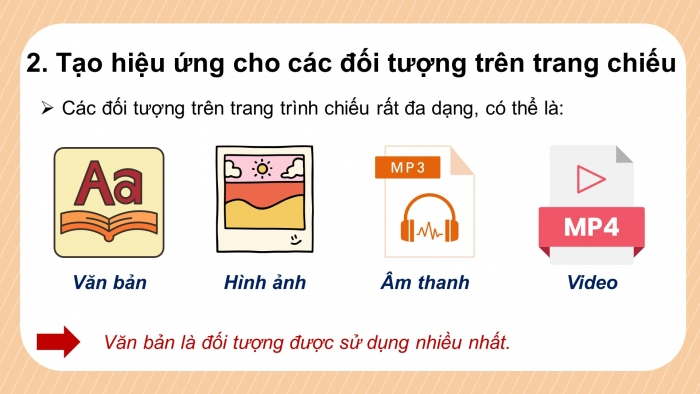 2. Tạo hiệu ứng cho các đối tượng trên trang chiếu
➢ Các đối tượng trên trang trình chiếu rất đa dạng, có thể là:
Aa
MP3
MP4
Văn bản
Hình ảnh
Âm thanh
Video
Văn bản là đối tượng được sử dụng nhiều nhất.